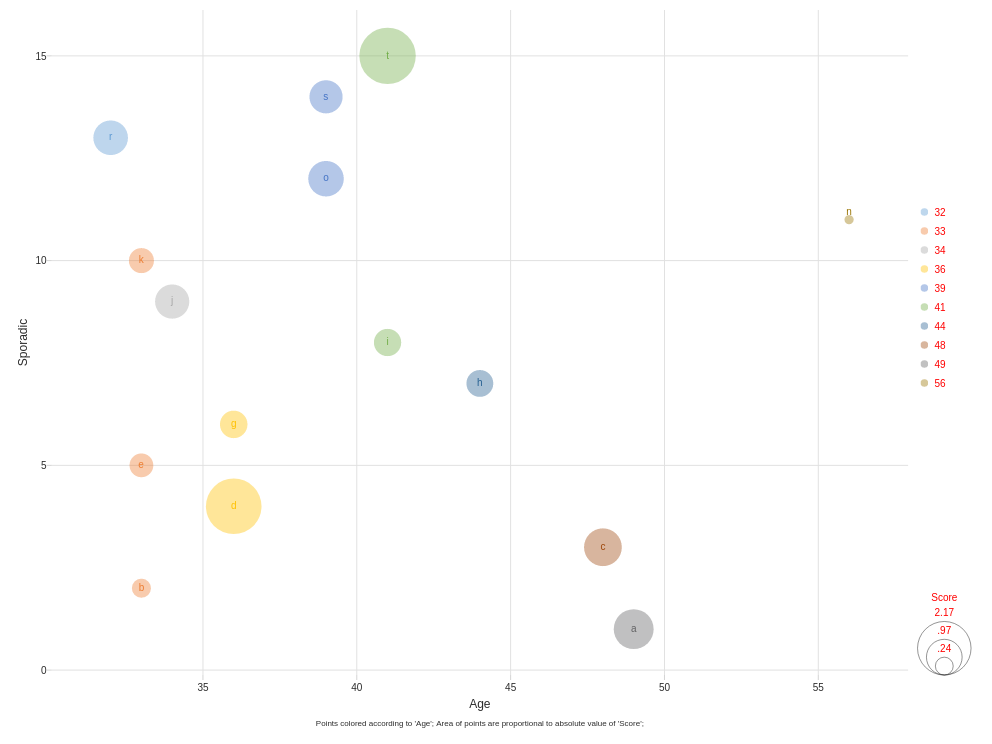 15
t
s
r
o
n
32
33
34
36
39
41
44
48
49
56
10
k
j
i
h
g
5
e
d
c
b
a
0
Sporadic
35
40
45
50
55
Age
Score
2.17
.97
.24
Points colored according to 'Age'; Area of points are proportional to absolute value of 'Score';